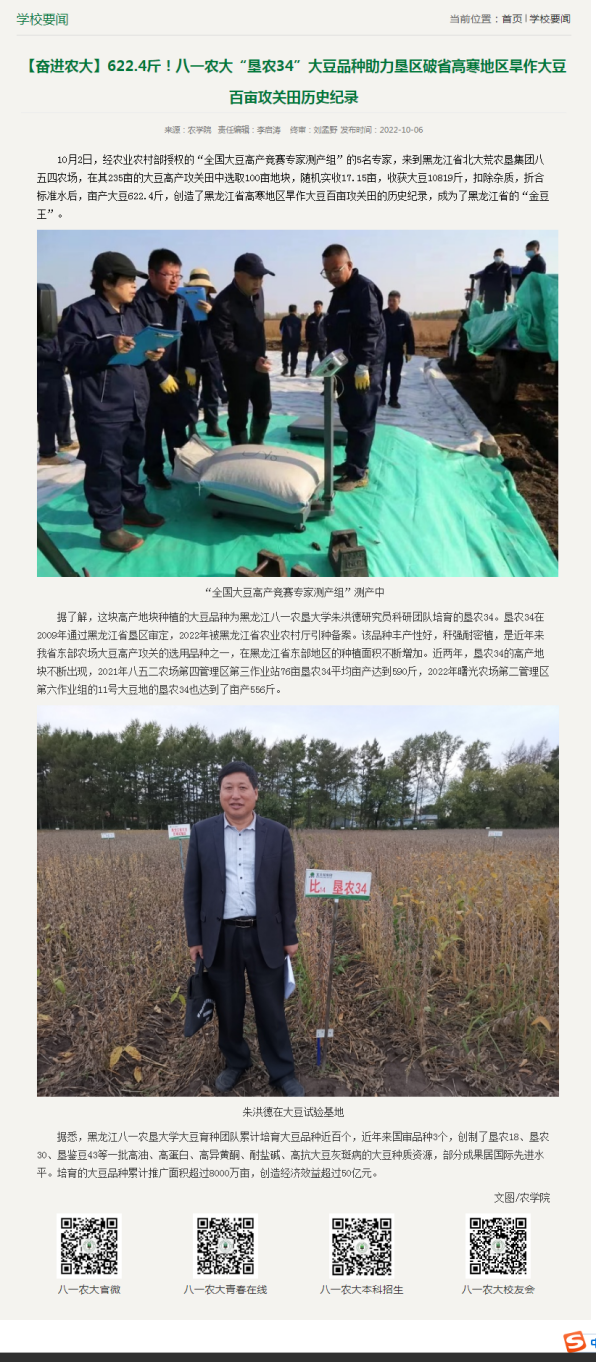 学校要闻
当前位置：首页 | 学校要闻
【奋进农大】622.4斤！八一农大“垦农34”大豆品种助力垦区破省高寒地区旱作大豆
百亩攻关田历史纪录
来源：农学院 责任编辑：李启涛 终审：刘孟野 发布时间：2022-10-06
10月2日，经农业农村部授权的“全国大豆高产竞赛专家测产组”的5名专家，来到黑龙江省北大荒农垦集团八
五四农场，在其235亩的大豆高产攻关田中选取100亩地块，随机实收17.15亩，收获大豆10819斤，扣除杂质，折合
标准水后，亩产大豆622.4斤，创造了黑龙江省高寒地区旱作大豆百亩攻关田的历史纪录，成为了黑龙江省的“金豆
王”。
“全国大豆高产竞赛专家测产组”测产中
据了解，这块高产地块种植的大豆品种为黑龙江八一农垦大学朱洪德研究员科研团队培育的垦农34。垦农34在
2009年通过黑龙江省垦区审定，2022年被黑龙江省农业农村厅引种备案。该品种丰产性好，秆强耐密植，是近年来
我省东部农场大豆高产攻关的选用品种之一，在黑龙江省东部地区的种植面积不断增加。近两年，垦农34的高产地
块不断出现，2021年八五二农场第四管理区第三作业站76亩垦农34平均亩产达到590斤，2022年曙光农场第二管理区
第六作业组的11号大豆地的垦农34也达到了亩产556斤。
垦农34
朱洪德在大豆试验基地
据悉，黑龙江八一农垦大学大豆育种团队累计培育大豆品种近百个，近年来国审品种3个，创制了垦农18、垦农
30、垦鉴豆43等一批高油、高蛋白、高异黄酮、耐盐碱、高抗大豆灰斑病的大豆种质资源，部分成果居国际先进水
平。培育的大豆品种累计推广面积超过8000万亩，创造经济效益超过50亿元。
文图/农学院
八一农大官微
八一农大青春在线
八一农大本科招生
八一农大校友会